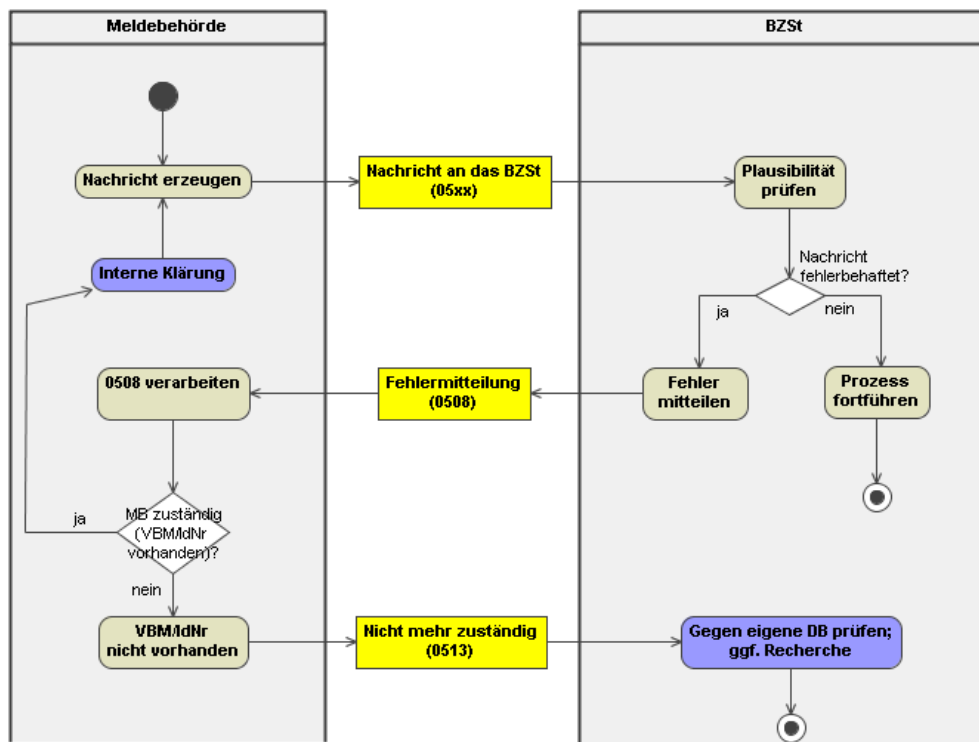 Meldebehörde
BZSt
Nachricht erzeugen
Nachricht an das BZSt
(05xx)
Plausibilität
prüfen
Interne Klärung
Nachricht
fehlerbehaftet?
ja
nein
0508 verarbeiten
Fehlermitteilung
(0508)
Fehler
mitteilen
Prozess
fortführen
ja
MB zuständig
(VBM/IdNr
vorhanden)?
nein
VBM/IdNr
nicht vorhanden
Nicht mehr zuständig
(0513)
Gegen eigene DB prüfen;
ggf. Recherche